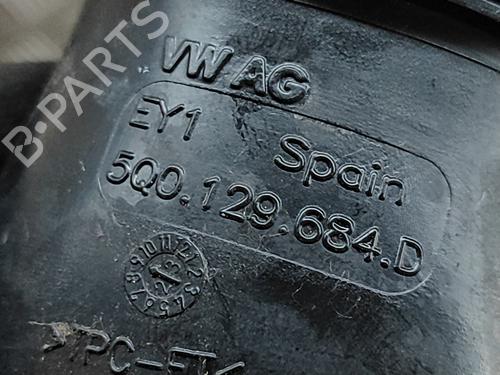 B·PARTS
VW AG
EY1 Spain
5Q0.129.684.D